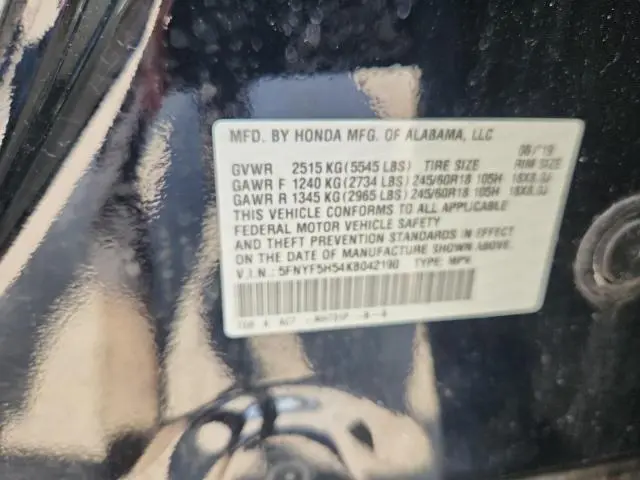 MFD. BY HONDA MFG. OF ALABAMA, LLC 08/19
GVWR 2515 KG (5545 LBS) TIRE SIZE RIM SIZE
GAWR F 1240 KG (2734 LBS) 245/60R18 105H 18X8.0J
GAWR R 1345 KG (2965 LBS) 245/60R18 105H 18X8.0J
THIS VEHICLE CONFORMS TO ALL APPLICABLE
FEDERAL MOTOR VEHICLE SAFETY
AND THEFT PREVENTION STANDARDS IN EFFECT
ON THE DATE OF MANUFACTURE SHOWN ABOVE.
V.I.N.: 5FNYF5H54KB042190 TYPE: MPV